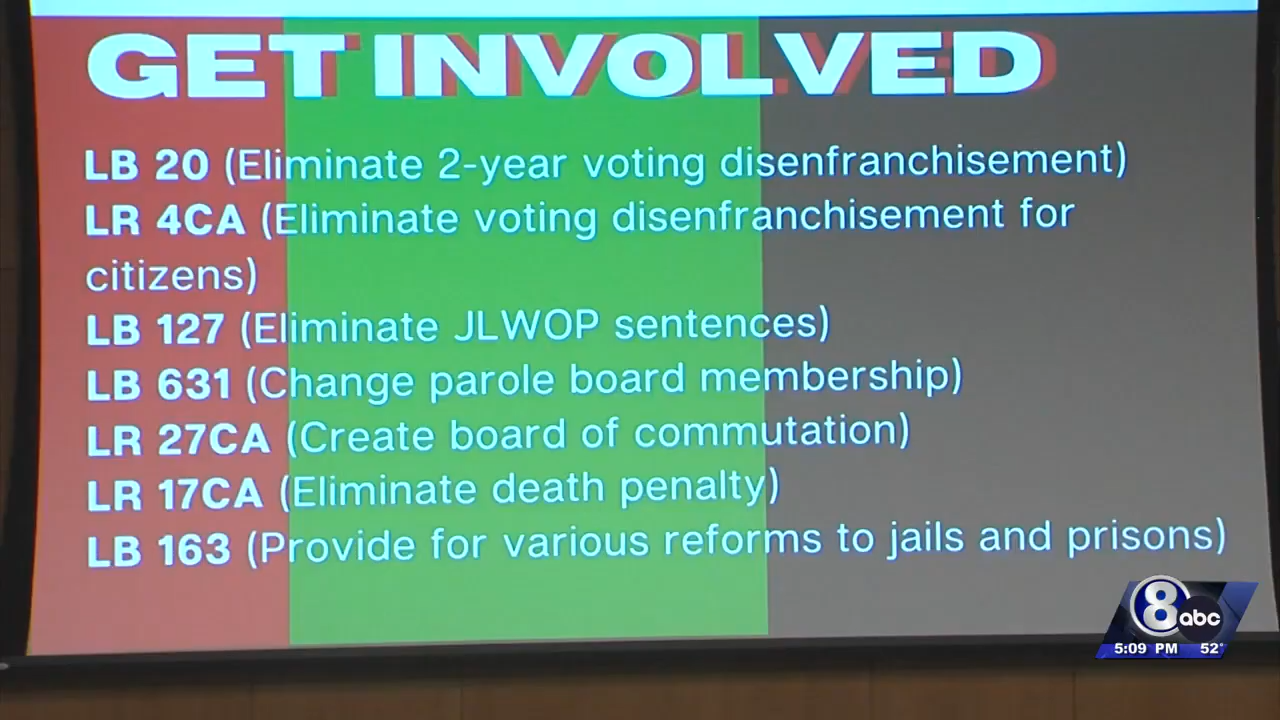 GET INVOLVED
LB 20 (Eliminate 2-year voting disenfranchisement)
LR 4CA (Eliminate voting disenfranchisement for
citizens)
LB 127 (Eliminate JLWOP sentences)
LB 631 (Change parole board membership)
LR 27CA (Create board of commutation)
LR 17CA (Eliminate death penalty)
LB 163 (Provide for various reforms to jails and prisons)
8 abc
5:09 PM 52°